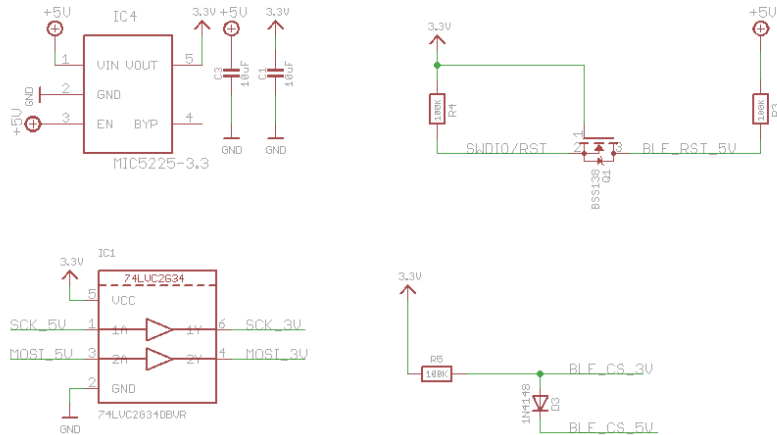 +5V
IC4
3.3V
+5V
3.3V
1
VIN VOUT
5
2
GND
GND
+5V
3
EN
BYP
4
MIC5225-3.3
C3
10uF
C1
10uF
GND
GND
3.3V
+5V
R4
100K
R3
100K
SWDIO/RST
1
2
3
BLE_RST_5V
BSS138
Q1
IC1
3.3V
74LVC2G34
5
VCC
SCK_5V
1
1A
1Y
6
SCK_3V
MOSI_5V
3
2A
2Y
4
MOSI_3V
2
GND
GND
74LVC2G34DBVR
3.3V
R5
100K
BLE_CS_3V
1N4148
D3
BLE_CS_5V